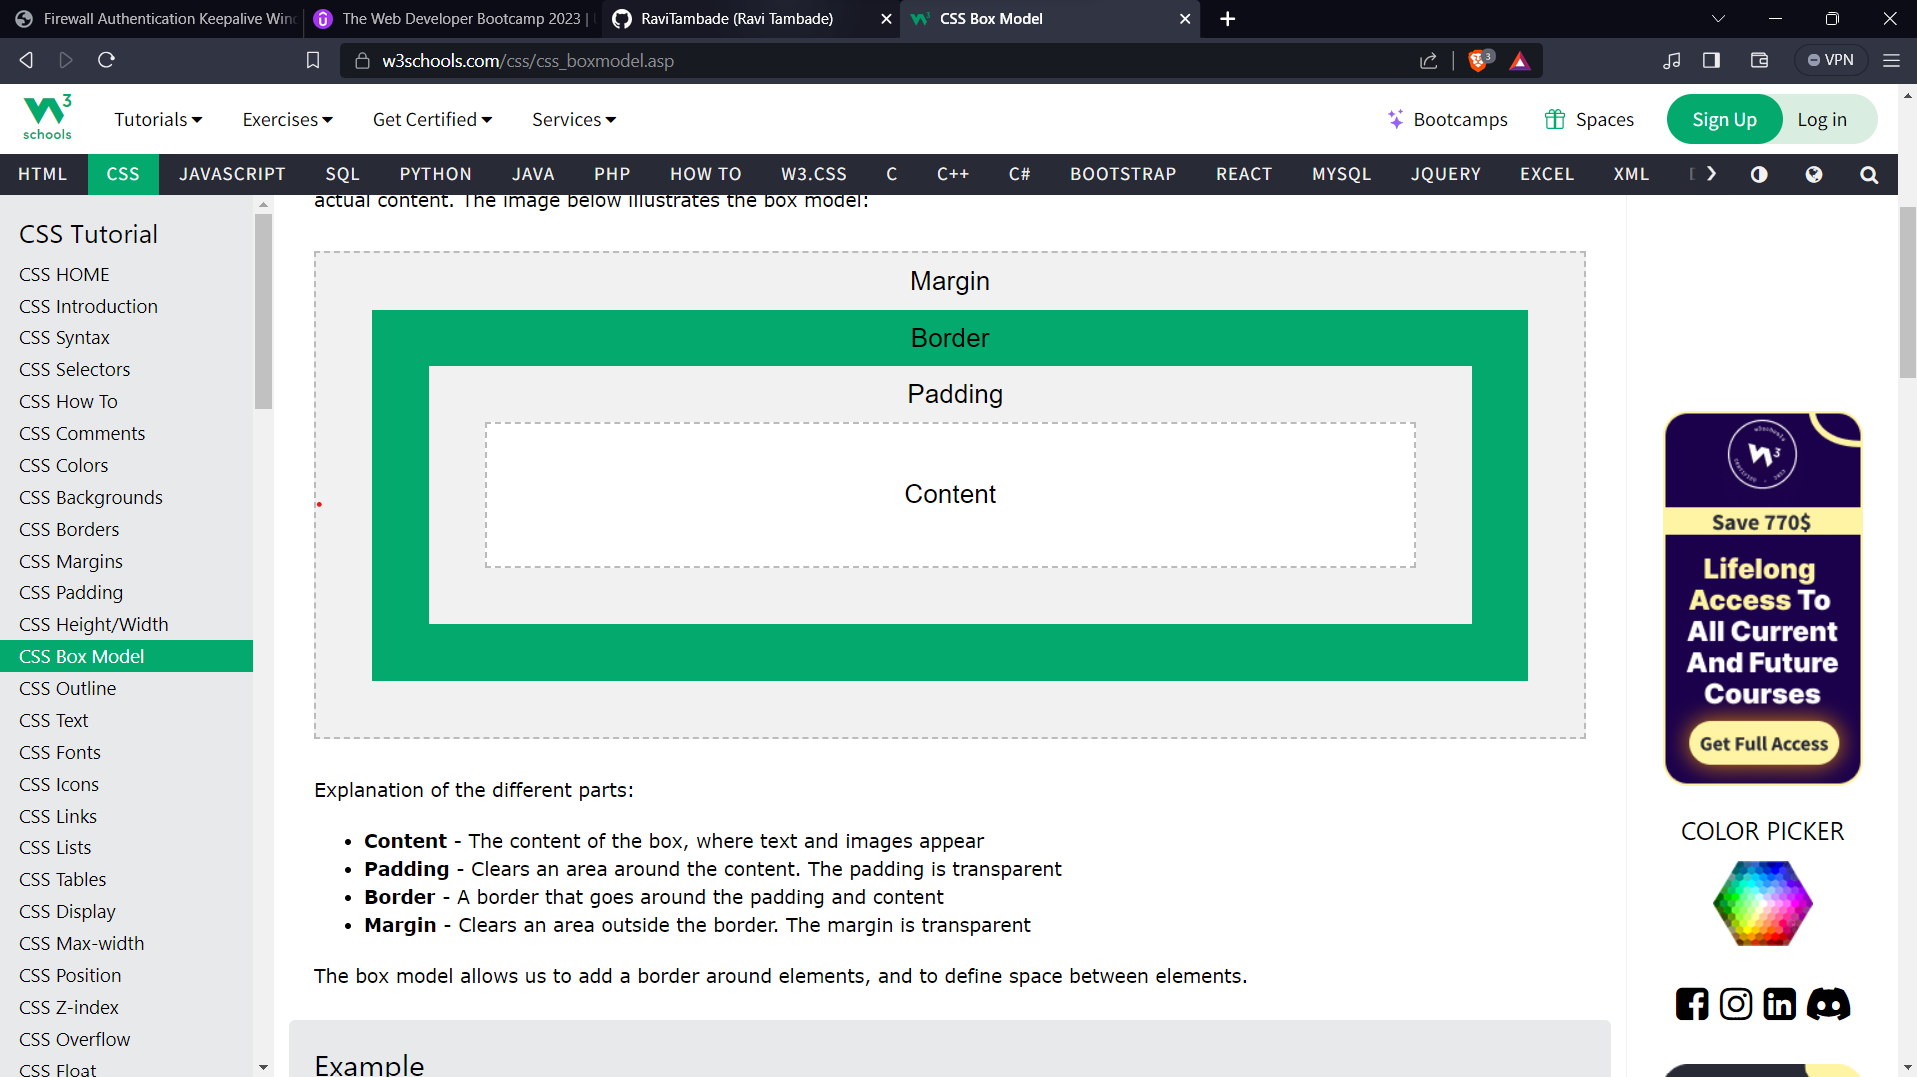 Firewall Authentication Keepalive Win
The Web Developer Bootcamp 2023 |
RaviTambade (Ravi Tambade)
CSS Box Model
w3schools.com/css/css_boxmodel.asp
3
VPN
3
schools
Tutorials
Exercises
Get Certified
Services
Bootcamps
Spaces
Sign Up
Log in
HTML
CSS
JAVASCRIPT
SQL
PYTHON
JAVA
PHP
HOW TO
W3.CSS
C
C++
C#
BOOTSTRAP
REACT
MYSQL
JQUERY
EXCEL
XML
CSS Tutorial
CSS HOME
CSS Introduction
CSS Syntax
CSS Selectors
CSS How To
CSS Comments
CSS Colors
CSS Backgrounds
CSS Borders
CSS Margins
CSS Padding
CSS Height/Width
CSS Box Model
CSS Outline
CSS Text
CSS Fonts
CSS Icons
CSS Links
CSS Lists
CSS Tables
CSS Display
CSS Max-width
CSS Position
CSS Z-index
CSS Overflow
CSS Float
actual content. The image below illustrates the box model:
Margin
Border
Padding
Content
Explanation of the different parts:
• Content - The content of the box, where text and images appear
• Padding - Clears an area around the content. The padding is transparent
• Border - A border that goes around the padding and content
• Margin - Clears an area outside the border. The margin is transparent
The box model allows us to add a border around elements, and to define space between elements.
Example
Save 770$
Lifelong
Access To
All Current
And Future
Courses
Get Full Access
COLOR PICKER